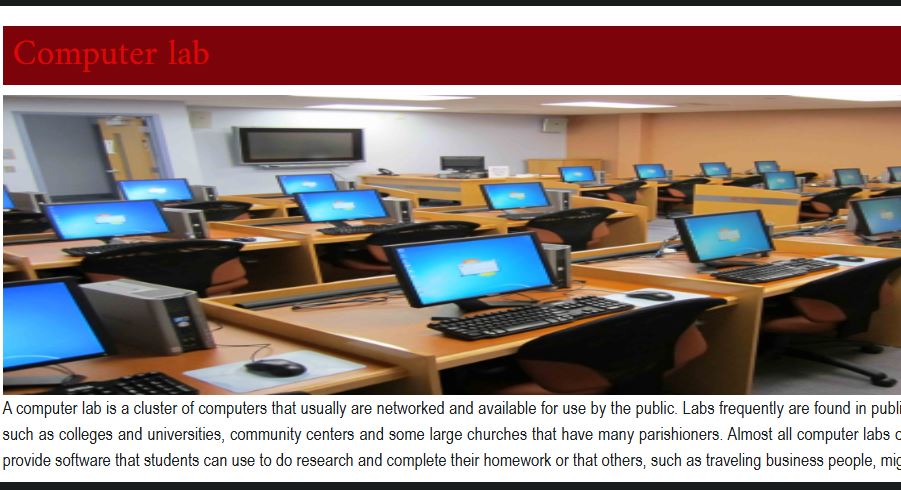 Computer lab
A computer lab is a cluster of computers that usually are networked and available for use by the public. Labs frequently are found in publi
such as colleges and universities, community centers and some large churches that have many parishioners. Almost all computer labs
provide software that students can use to do research and complete their homework or that others, such as traveling business people, mig